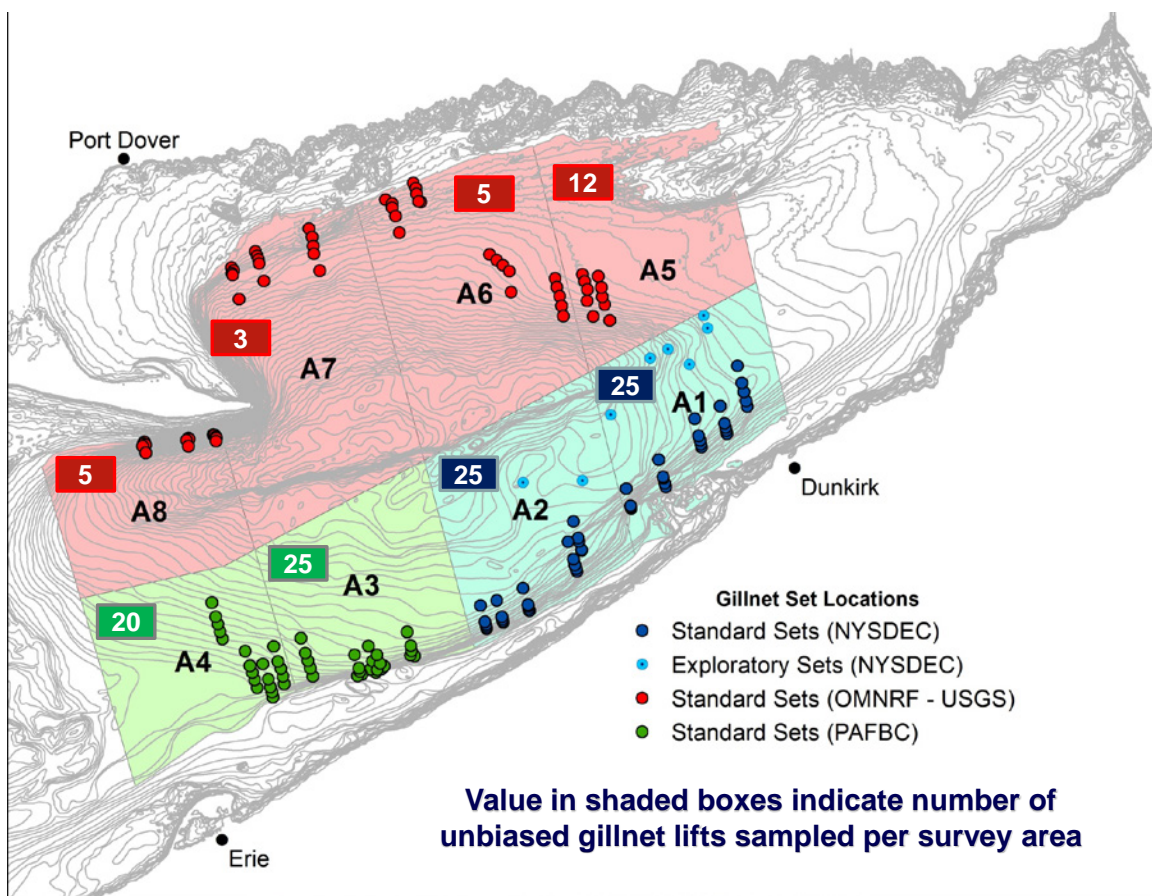 Port Dover
5
12
A6
A5
3
A7
25
A1
5
A8
25
A2
Dunkirk
25
A3
20
A4
Gillnet Set Locations
Standard Sets (NYSDEC)
Exploratory Sets (NYSDEC)
Standard Sets (OMNRF - USGS)
Standard Sets (PAFBC)
Value in shaded boxes indicate number of
unbiased gillnet lifts sampled per survey area
Erie